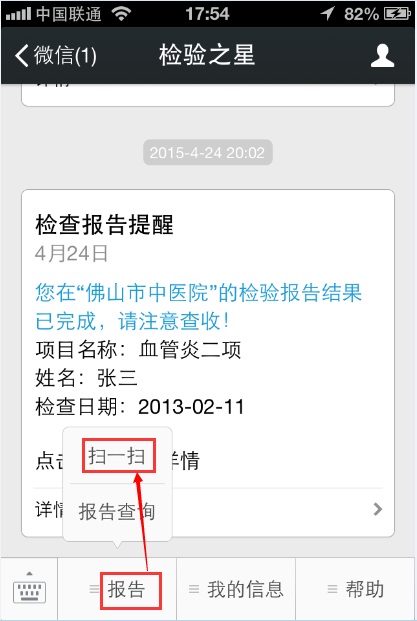 中国联通
17:54
82%
微信(1)
检验之星
2015-4-24 20:02
检查报告提醒
4月24日
您在“佛山市中医院”的检验报告结果
已完成，请注意查收！
项目名称：血管炎二项
姓名：张三
检查日期：2013-02-11
扫一扫
点击 详情
报告查询
详情
报告
我的信息
帮助